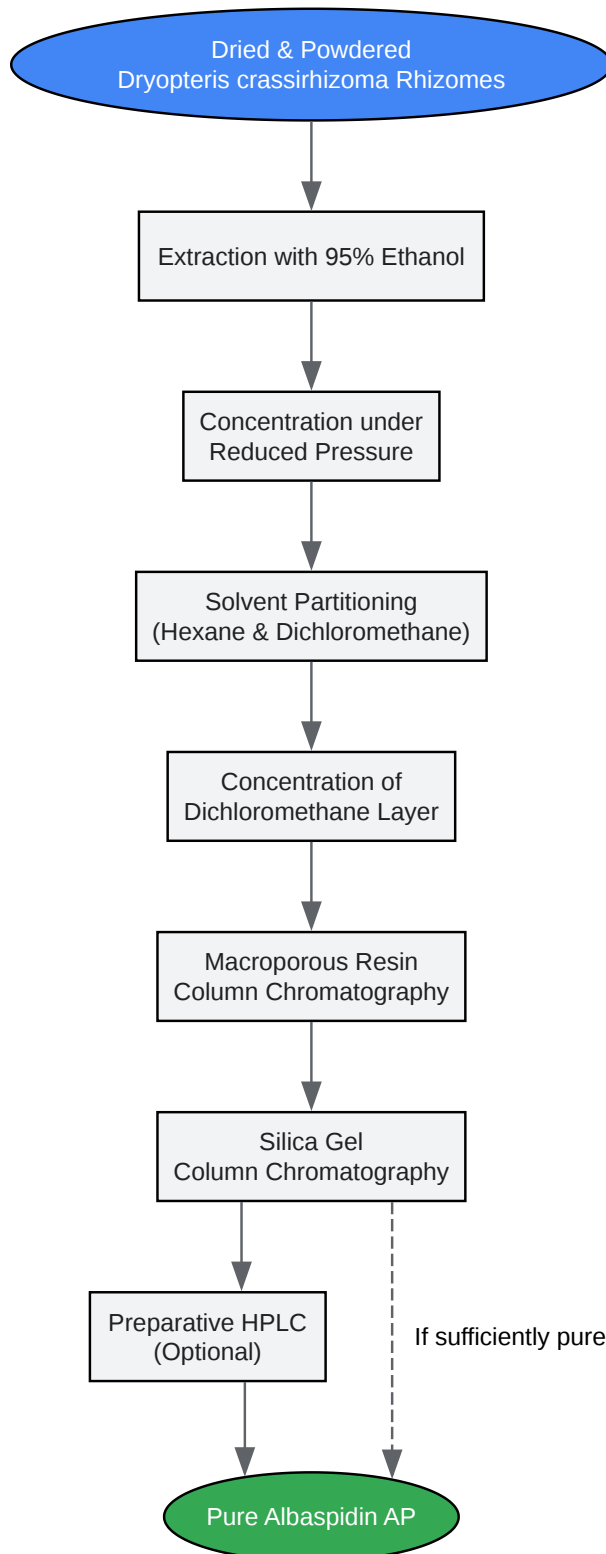 Dried & Powdered
Dryopteris crassirhizoma Rhizomes
Extraction with 95% Ethanol
Concentration under
Reduced Pressure
Solvent Partitioning
(Hexane & Dichloromethane)
Concentration of
Dichloromethane Layer
Macroporous Resin
Column Chromatography
Silica Gel
Column Chromatography
Preparative HPLC
(Optional)
If sufficiently pure
Pure Albaspidin AP